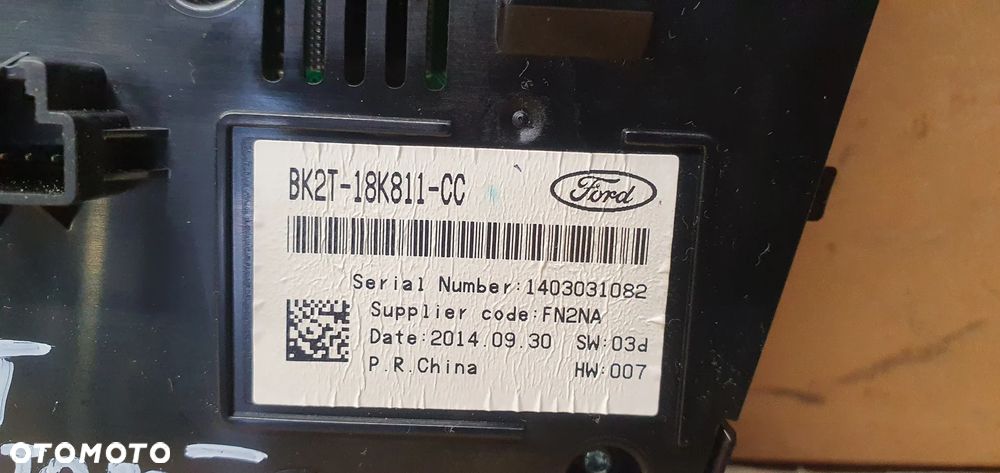 BK2T-18K811-CC
Ford
Serial Number:1403031082
Supplier code:FN2NA
Date:2014.09.30 SW:03d
P.R.China HW:007
OTOMOTO